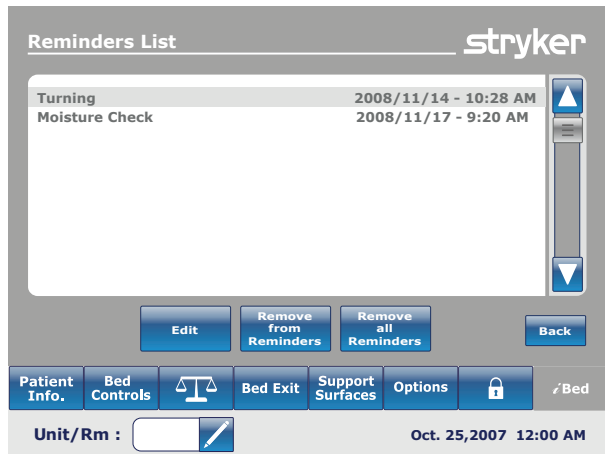 Reminders List
stryker
Turning 2008/11/14 - 10:28 AM
Moisture Check 2008/11/17 - 9:20 AM
Edit
Remove
from
Reminders
Remove
all
Reminders
Back
Patient
Info.
Bed
Controls
Bed Exit
Support
Surfaces
Options
iBed
Unit/Rm :
Oct. 25,2007 12:00 AM